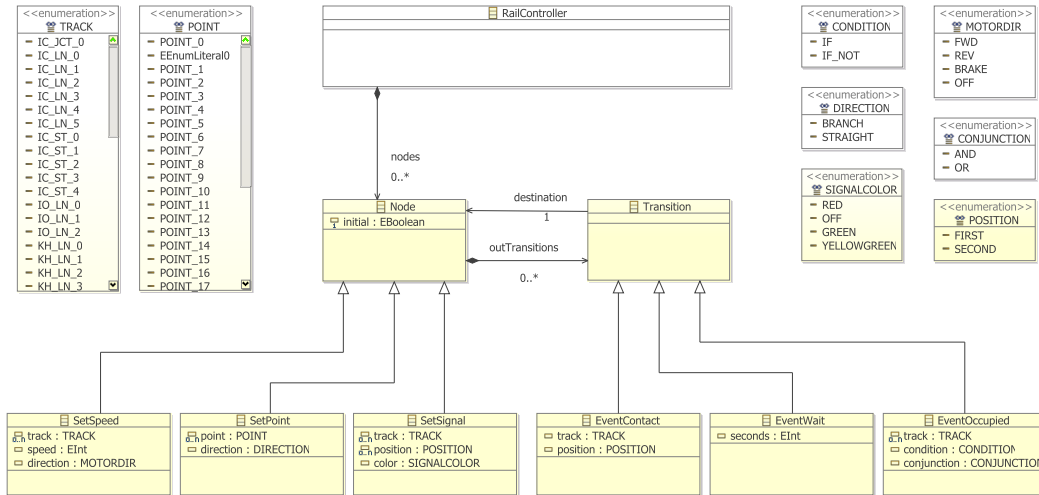 <<enumeration>>
TRACK
IC_JCT_0
IC_LN_0
IC_LN_1
IC_LN_2
IC_LN_3
IC_LN_4
IC_LN_5
IC_ST_0
IC_ST_1
IC_ST_2
IC_ST_3
IC_ST_4
IO_LN_0
IO_LN_1
IO_LN_2
KH_LN_0
KH_LN_1
KH_LN_2
KH_LN_3
<<enumeration>>
POINT
POINT_0
EEnumLiteral0
POINT_1
POINT_2
POINT_3
POINT_4
POINT_5
POINT_6
POINT_7
POINT_8
POINT_9
POINT_10
POINT_11
POINT_12
POINT_13
POINT_14
POINT_15
POINT_16
POINT_17
RailController
nodes
0..*
Node
initial : EBoolean
destination
1
outTransitions
0..*
Transition
<<enumeration>>
CONDITION
IF
IF_NOT
<<enumeration>>
DIRECTION
BRANCH
STRAIGHT
<<enumeration>>
SIGNALCOLOR
RED
OFF
GREEN
YELLOWGREEN
<<enumeration>>
MOTORDIR
FWD
REV
BRAKE
OFF
<<enumeration>>
CONJUNCTION
AND
OR
<<enumeration>>
POSITION
FIRST
SECOND
SetSpeed
track : TRACK
speed : EInt
direction : MOTORDIR
SetPoint
point : POINT
direction : DIRECTION
SetSignal
track : TRACK
position : POSITION
color : SIGNALCOLOR
EventContact
track : TRACK
position : POSITION
EventWait
seconds : EInt
EventOccupied
track : TRACK
condition : CONDITION
conjunction : CONJUNCTION